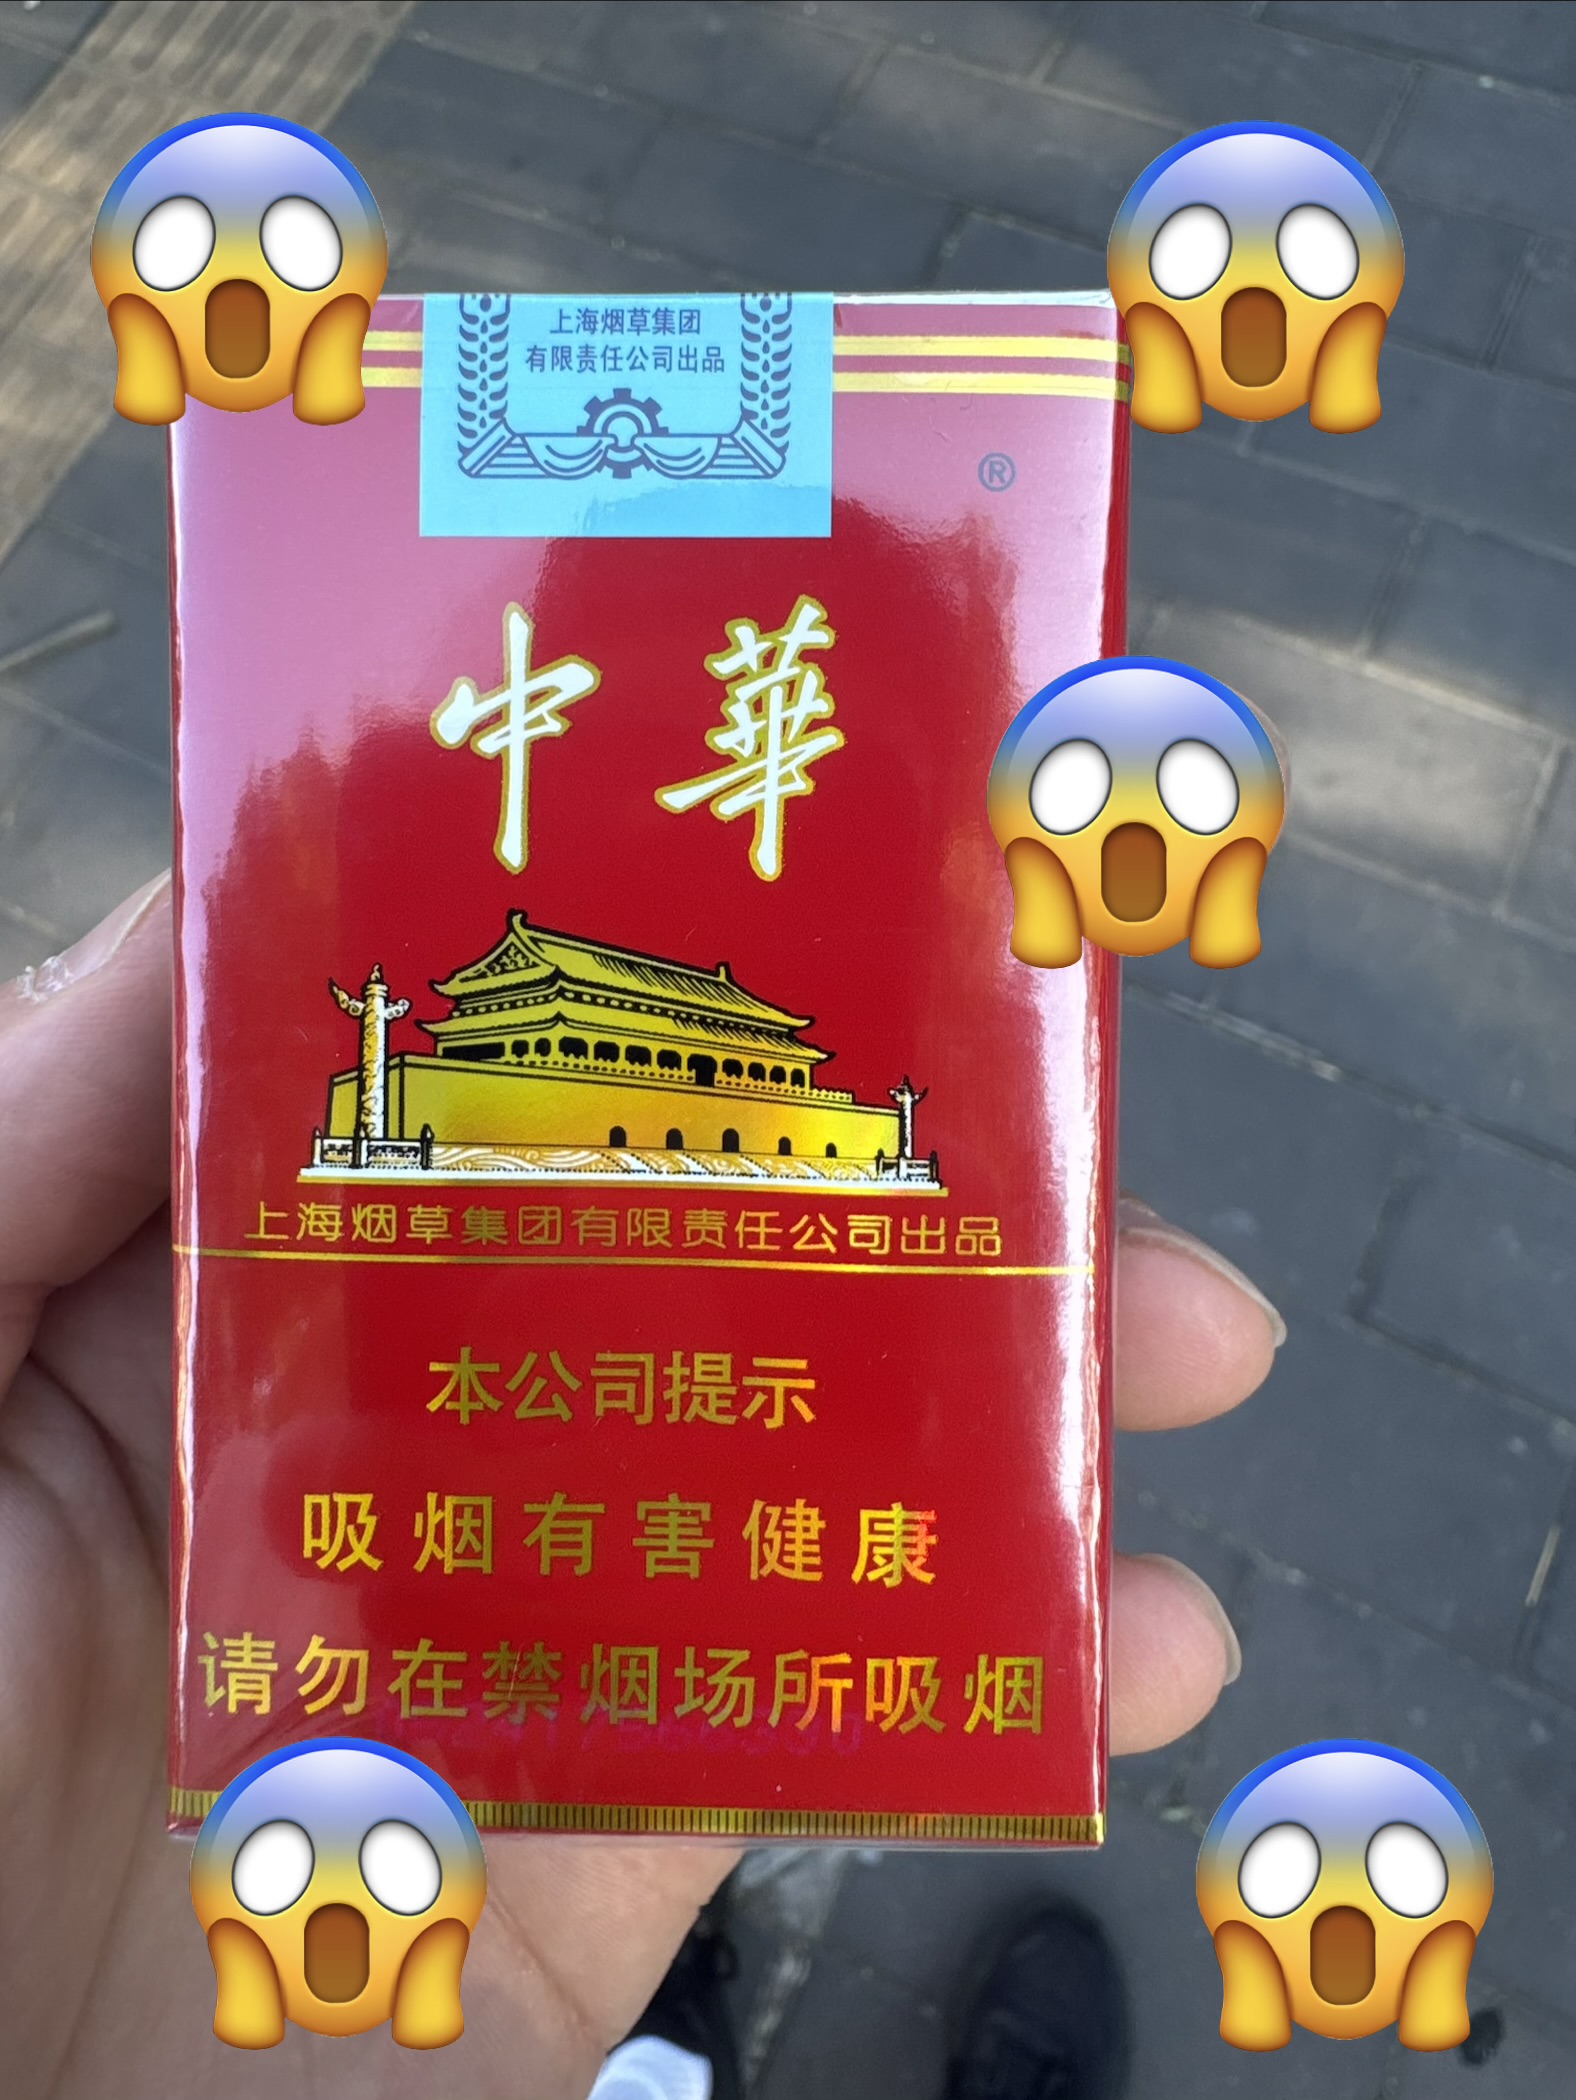 上海烟草集团
有限责任公司出品
®
中華
上海烟草集团有限责任公司出品
本公司提示
吸烟有害健康
请勿在禁烟场所吸烟